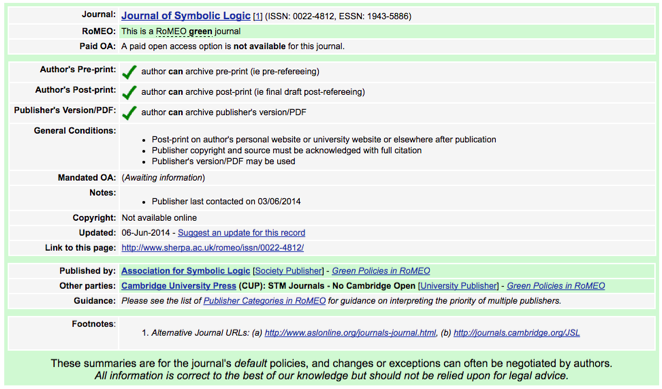 Journal: Journal of Symbolic Logic [1] (ISSN: 0022-4812, ESSN: 1943-5886)
RoMEO: This is a RoMEO green journal
Paid OA: A paid open access option is not available for this journal.
Author's Pre-print: author can archive pre-print (ie pre-refereeing)
Author's Post-print: author can archive post-print (ie final draft post-refereeing)
Publisher's Version/PDF: author can archive publisher's version/PDF
General Conditions:
• Post-print on author's personal website or university website or elsewhere after publication
• Publisher copyright and source must be acknowledged with full citation
• Publisher's version/PDF may be used
Mandated OA: (Awaiting information)
Notes:
• Publisher last contacted on 03/06/2014
Copyright: Not available online
Updated: 06-Jun-2014 - Suggest an update for this record
Link to this page: http://www.sherpa.ac.uk/romeo/issn/0022-4812/
Published by: Association for Symbolic Logic [Society Publisher] - Green Policies in RoMEO
Other parties: Cambridge University Press (CUP): STM Journals - No Cambridge Open [University Publisher] - Green Policies in RoMEO
Guidance: Please see the list of Publisher Categories in RoMEO for guidance on interpreting the priority of multiple publishers.
Footnotes:
1. Alternative Journal URLs: (a) http://www.aslonline.org/journals-journal.html, (b) http://journals.cambridge.org/JSL
These summaries are for the journal's default policies, and changes or exceptions can often be negotiated by authors.
All information is correct to the best of our knowledge but should not be relied upon for legal advice.